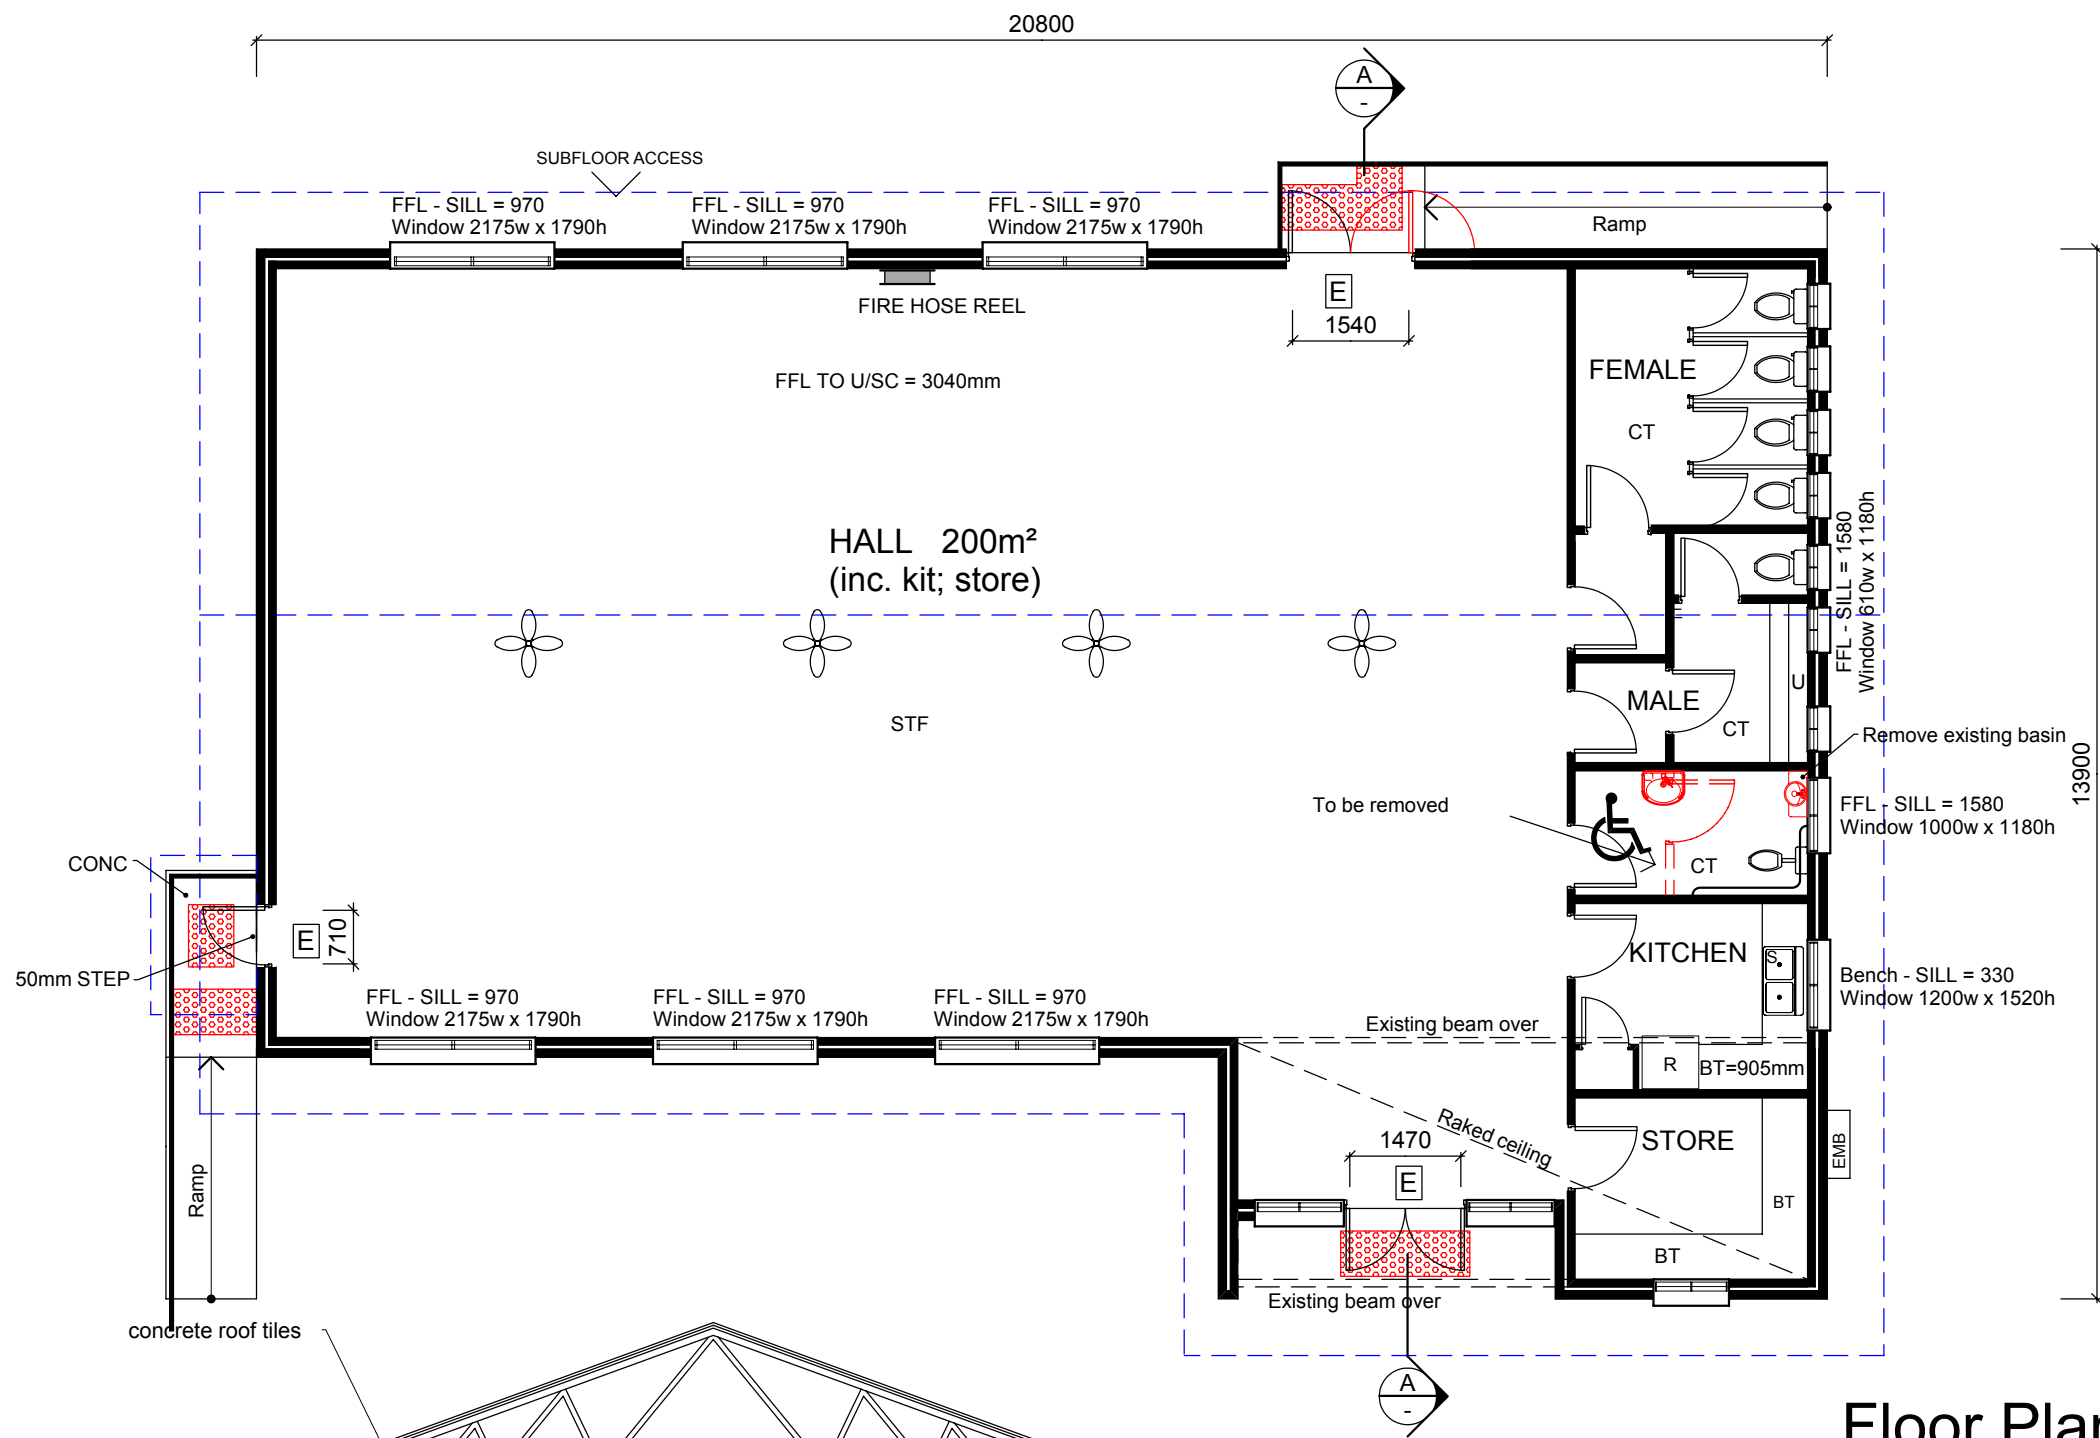 20800
A
-
SUBFLOOR ACCESS
FFL - SILL = 970
Window 2175w x 1790h
FFL - SILL = 970
Window 2175w x 1790h
FFL - SILL = 970
Window 2175w x 1790h
Ramp
FIRE HOSE REEL
E
1540
FFL TO U/SC = 3040mm
FEMALE
CT
HALL 200m²
(inc. kit; store)
FFL - SILL = 1580
Window 610w x 1180h
STF
MALE
U
CT
Remove existing basin
13900
To be removed
FFL - SILL = 1580
Window 1000w x 1180h
CT
CONC
E
710
50mm STEP
KITCHEN
S
Bench - SILL = 330
Window 1200w x 1520h
FFL - SILL = 970
Window 2175w x 1790h
FFL - SILL = 970
Window 2175w x 1790h
FFL - SILL = 970
Window 2175w x 1790h
Existing beam over
R
BT=905mm
Raked ceiling
1470
E
STORE
EMB
BT
BT
Ramp
Existing beam over
concrete roof tiles
A
-
Floor Plan